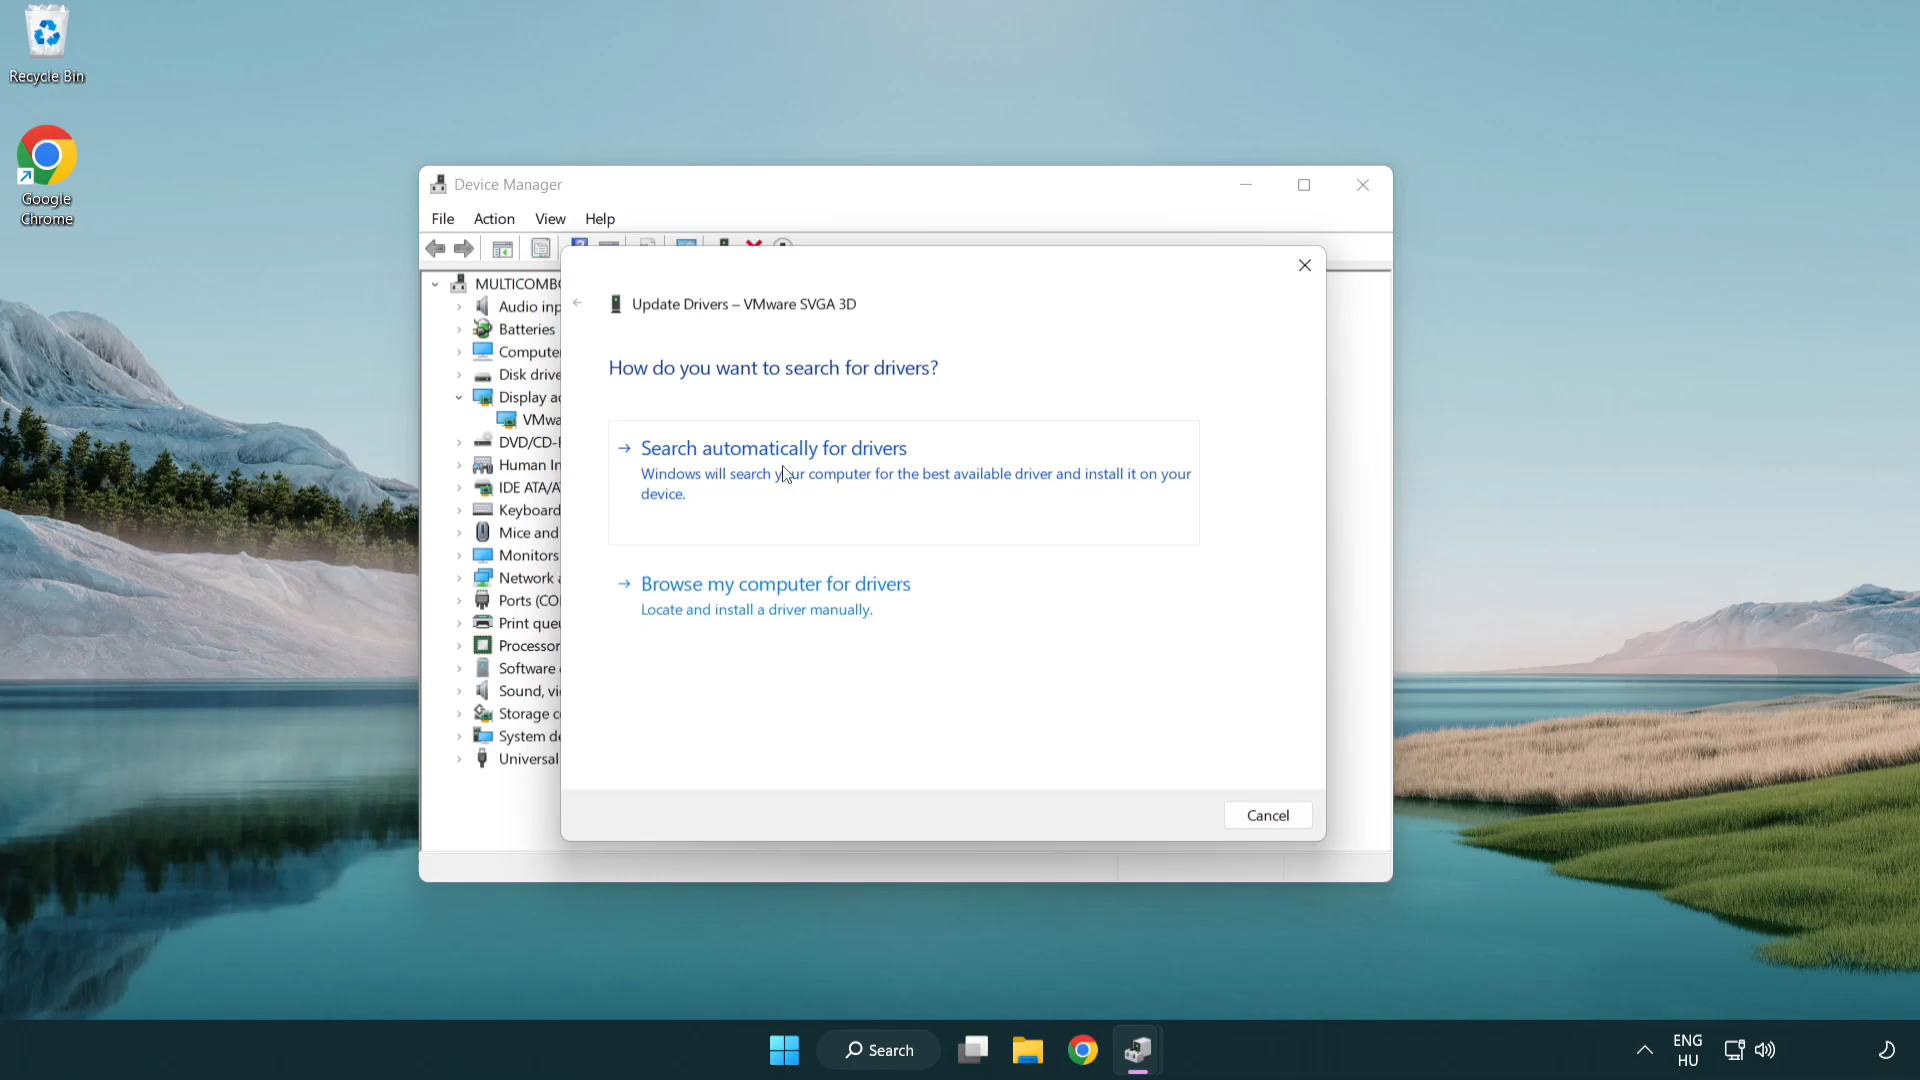 Recycle Bin
Google
Chrome
Device Manager
File Action View Help
MULTICOMBO
Audio inp
Batteries
Compute
Disk drive
Display a
VMwa
DVD/CD-
Human In
IDE ATA/A
Keyboard
Mice and
Monitors
Network a
Ports (CO
Print que
Processor
Software
Sound, vi
Storage c
System de
Universal
Update Drivers – VMware SVGA 3D
How do you want to search for drivers?
Search automatically for drivers
Windows will search your computer for the best available driver and install it on your
device.
Browse my computer for drivers
Locate and install a driver manually.
Cancel
Search
ENG
HU